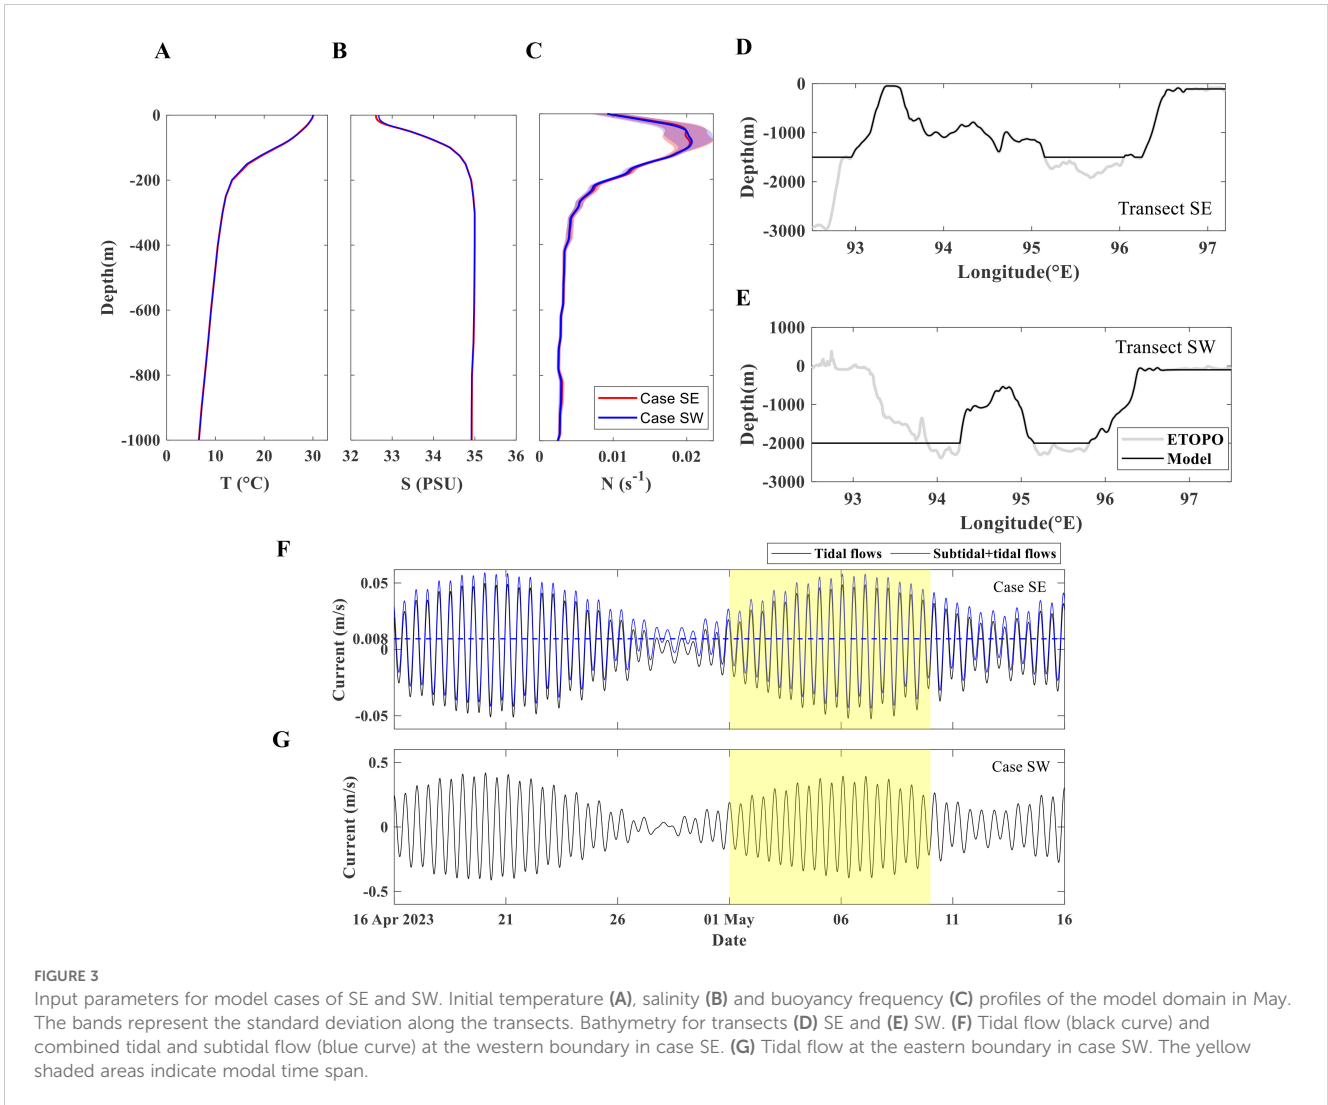 A
B
C
D
0
-200
-400
-600
-800
-1000
Depth(m)
0
10
20
30
T (°C)
32
33
34
35
36
S (PSU)
0
0.01
0.02
N (s-1)
Case SE
Case SW
0
-1000
-2000
-3000
Depth(m)
Transect SE
93
94
95
96
97
Longitude(°E)
E
1000
0
-1000
-2000
-3000
Depth(m)
Transect SW
ETOPO
Model
93
94
95
96
97
Longitude(°E)
F
Tidal flows
Subtidal+tidal flows
0.05
0.008
0
-0.05
Current (m/s)
Case SE
G
0.5
0
-0.5
Current (m/s)
Case SW
16 Apr 2023
21
26
01 May
06
11
16
Date
FIGURE 3
Input parameters for model cases of SE and SW. Initial temperature (A), salinity (B) and buoyancy frequency (C) profiles of the model domain in May.
The bands represent the standard deviation along the transects. Bathymetry for transects (D) SE and (E) SW. (F) Tidal flow (black curve) and
combined tidal and subtidal flow (blue curve) at the western boundary in case SE. (G) Tidal flow at the eastern boundary in case SW. The yellow
shaded areas indicate modal time span.